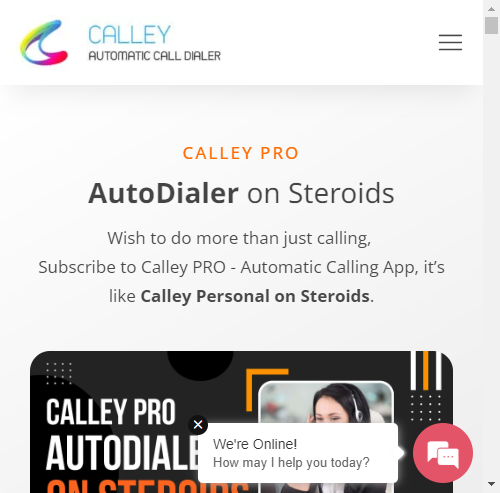 CALLEY
AUTOMATIC CALL DIALER
CALLEY PRO
AutoDialer on Steroids
Wish to do more than just calling,
Subscribe to Calley PRO - Automatic Calling App, it's
like Calley Personal on Steroids.
CALLEY PRO
AUTODIALE
ON STEROIDS
We're Online!
How may I help you today?